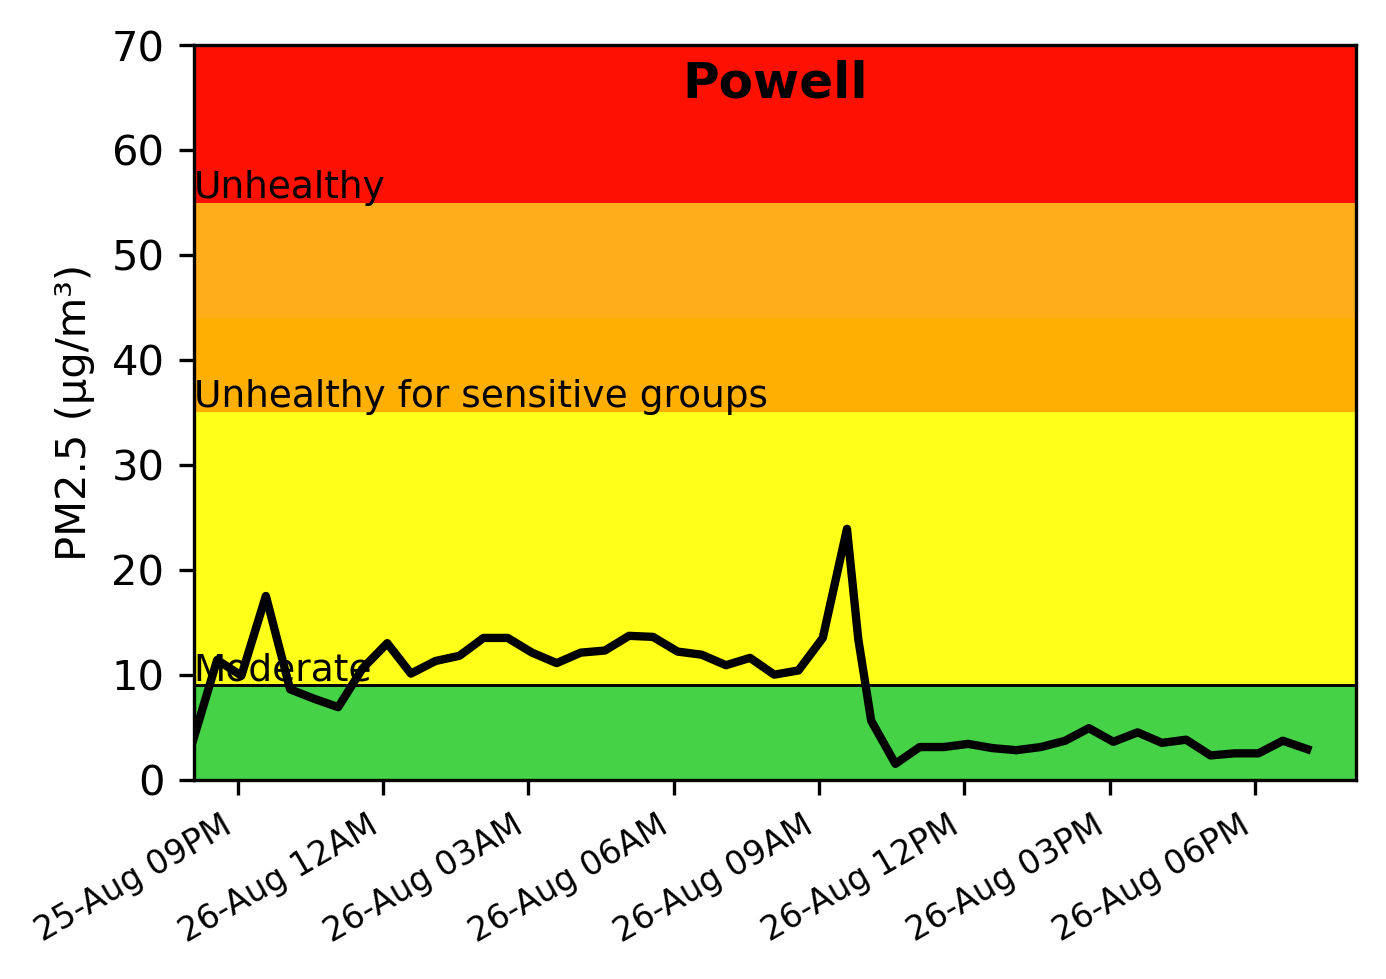 Powell
70
60
50
40
30
20
10
0
PM2.5 (µg/m³)
Unhealthy
Unhealthy for sensitive groups
Moderate
25-Aug 09PM
26-Aug 12AM
26-Aug 03AM
26-Aug 06AM
26-Aug 09AM
26-Aug 12PM
26-Aug 03PM
26-Aug 06PM